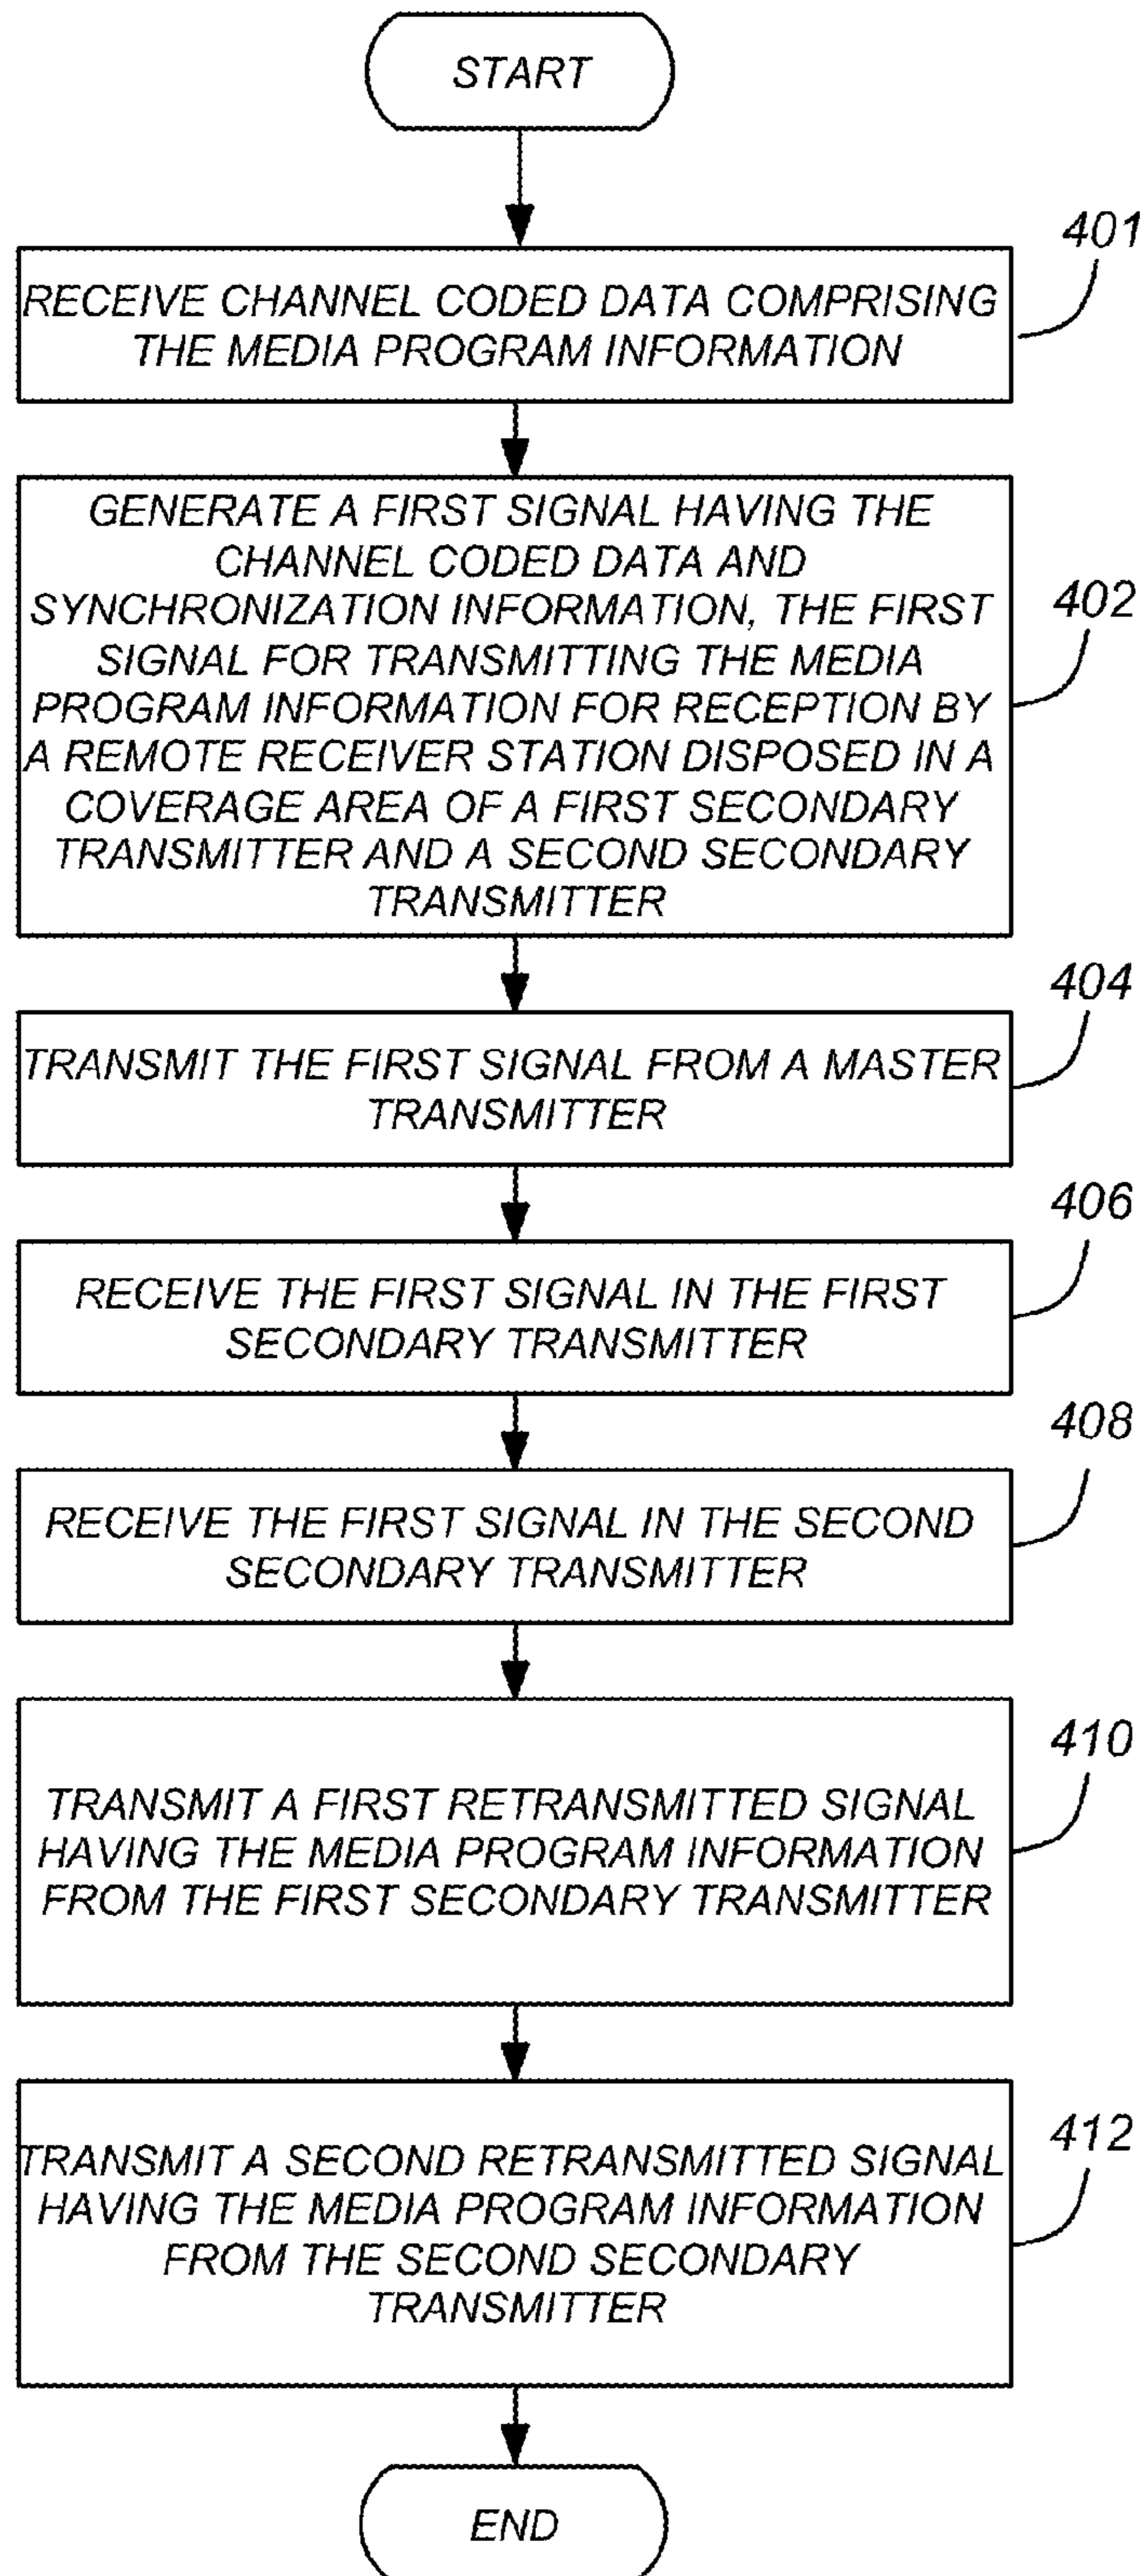 START
401
RECEIVE CHANNEL CODED DATA COMPRISING
THE MEDIA PROGRAM INFORMATION
402
GENERATE A FIRST SIGNAL HAVING THE
CHANNEL CODED DATA AND
SYNCHRONIZATION INFORMATION, THE FIRST
SIGNAL FOR TRANSMITTING THE MEDIA
PROGRAM INFORMATION FOR RECEPTION BY
A REMOTE RECEIVER STATION DISPOSED IN A
COVERAGE AREA OF A FIRST SECONDARY
TRANSMITTER AND A SECOND SECONDARY
TRANSMITTER
404
TRANSMIT THE FIRST SIGNAL FROM A MASTER
TRANSMITTER
406
RECEIVE THE FIRST SIGNAL IN THE FIRST
SECONDARY TRANSMITTER
408
RECEIVE THE FIRST SIGNAL IN THE SECOND
SECONDARY TRANSMITTER
410
TRANSMIT A FIRST RETRANSMITTED SIGNAL
HAVING THE MEDIA PROGRAM INFORMATION
FROM THE FIRST SECONDARY TRANSMITTER
412
TRANSMIT A SECOND RETRANSMITTED SIGNAL
HAVING THE MEDIA PROGRAM INFORMATION
FROM THE SECOND SECONDARY
TRANSMITTER
END